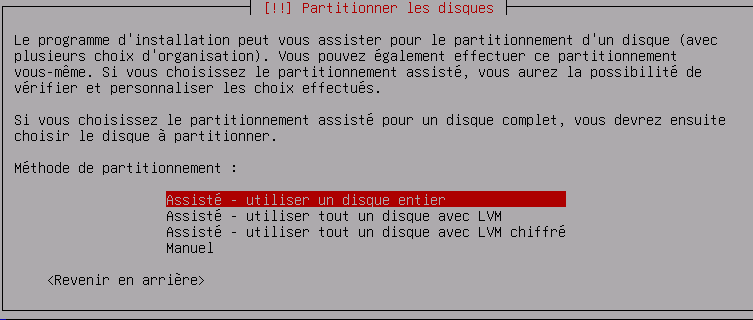 [!!] Partitionner les disques
Le programme d'installation peut vous assister pour le partitionnement d'un disque (avec
plusieurs choix d'organisation). Vous pouvez également effectuer ce partitionnement
vous-même. Si vous choisissez le partitionnement assisté, vous aurez la possibilité de
vérifier et personnaliser les choix effectués.
Si vous choisissez le partitionnement assisté pour un disque complet, vous devrez ensuite
choisir le disque à partitionner.
Méthode de partitionnement :
Assisté - utiliser un disque entier
Assisté - utiliser tout un disque avec LVM
Assisté - utiliser tout un disque avec LVM chiffré
Manuel
<Revenir en arrière>